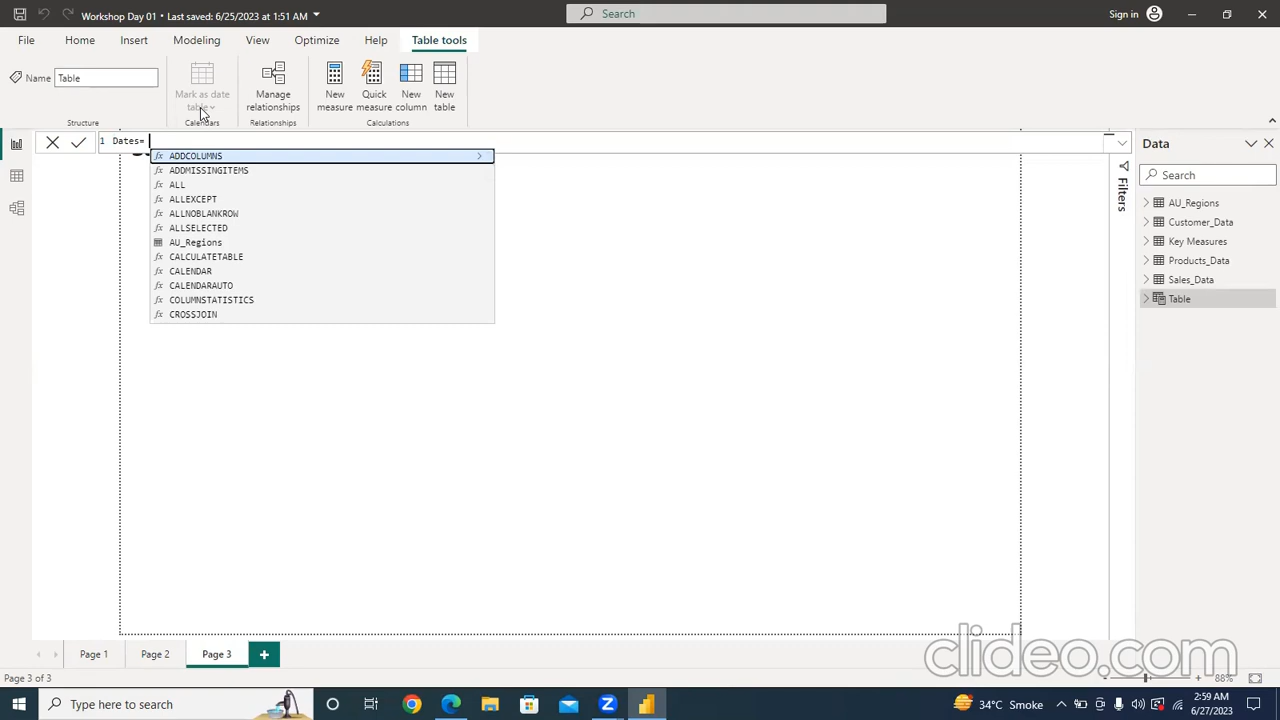 Workshop Day 01 • Last saved: 6/25/2023 at 1:51 AM
Search
Sign in
File
Home
Insert
Modeling
View
Optimize
Help
Table tools
Name
Table
Mark as date
table
New
measure
Quick
measure
New
column
New
table
Manage
relationships
Structure
Calendars
Relationships
Calculations
1 Dates=
ADDCOLUMNS
ADDMISSINGITEMS
ALL
ALLEXCEPT
ALLNOBLANKROW
ALLSELECTED
AU_Regions
CALCULATETABLE
CALENDAR
CALENDARAUTO
COLUMNSTATISTICS
CROSSJOIN
Filters
Data
Search
AU_Regions
Customer_Data
Key Measures
Products_Data
Sales_Data
Table
Page 1
Page 2
Page 3
clideo.com
Page 3 of 3
88%
Type here to search
34°C Smoke
2:59 AM
6/27/2023